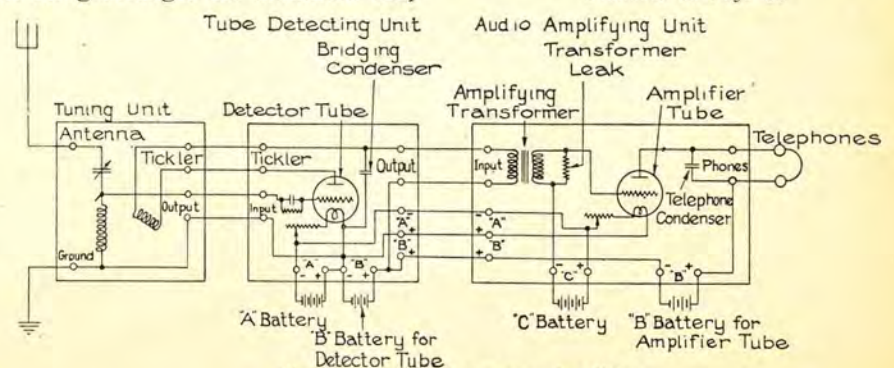 Tube Detecting Unit
Audio Amplifying Unit
Bridging
Condenser
Transformer
Leak
Tuning Unit
Detector Tube
Amplifying
Transformer
Amplifier
Tube
Antenna
Telephones
Tickler
Tickler
Output
Input
Phones
Output
Input
Telephone
Condenser
Ground
"A"
"B"
"A"
"B"
"A"
"B"
"C"
"B"
"A" Battery
"B" Battery for
Detector Tube
"C" Battery
"B" Battery for
Amplifier Tube